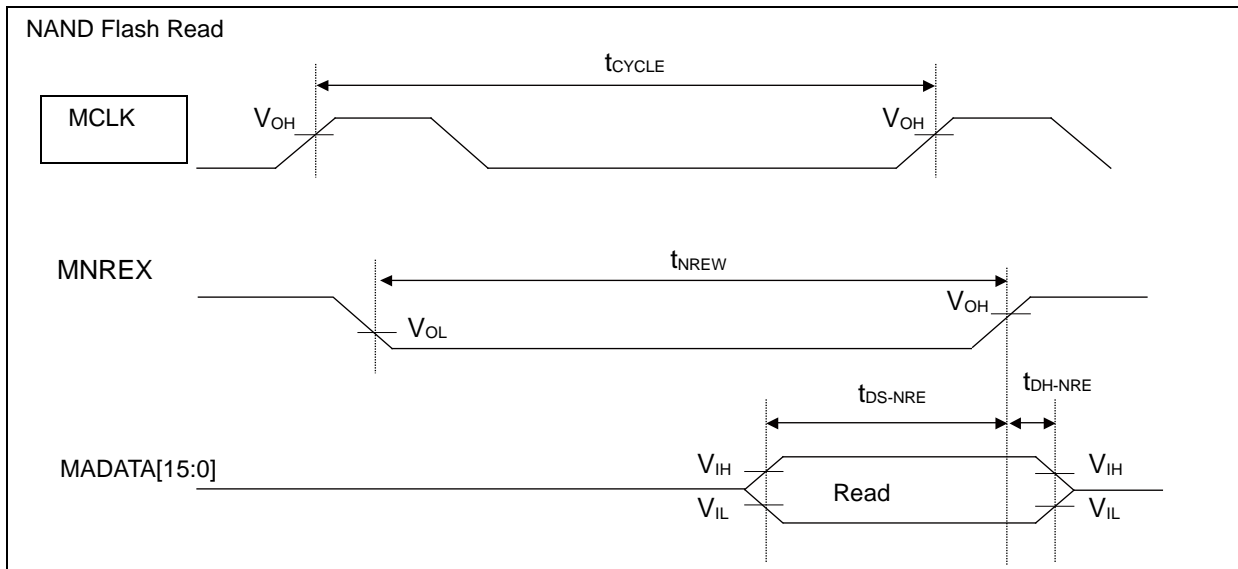 NAND Flash Read
tCYCLE
MCLK
VOH
VOH
MNREX
tNREW
VOL
VOH
tDS-NRE
tDH-NRE
MADATA[15:0]
VIH
VIL
Read
VIH
VIL